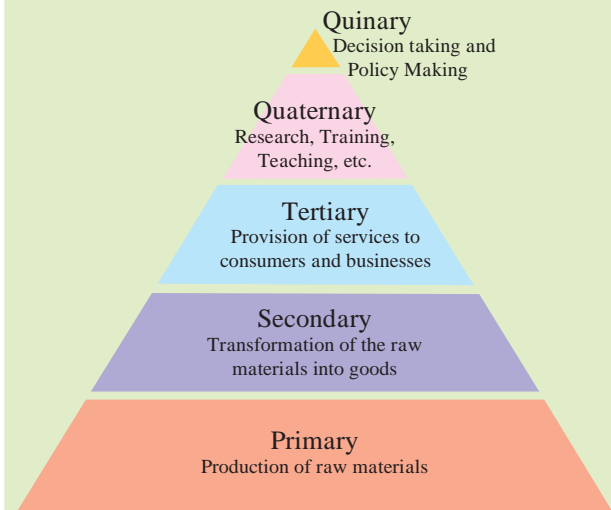 Quinary
Decision taking and
Policy Making
Quaternary
Research, Training,
Teaching, etc.
Tertiary
Provision of services to
consumers and businesses
Secondary
Transformation of the raw
materials into goods
Primary
Production of raw materials